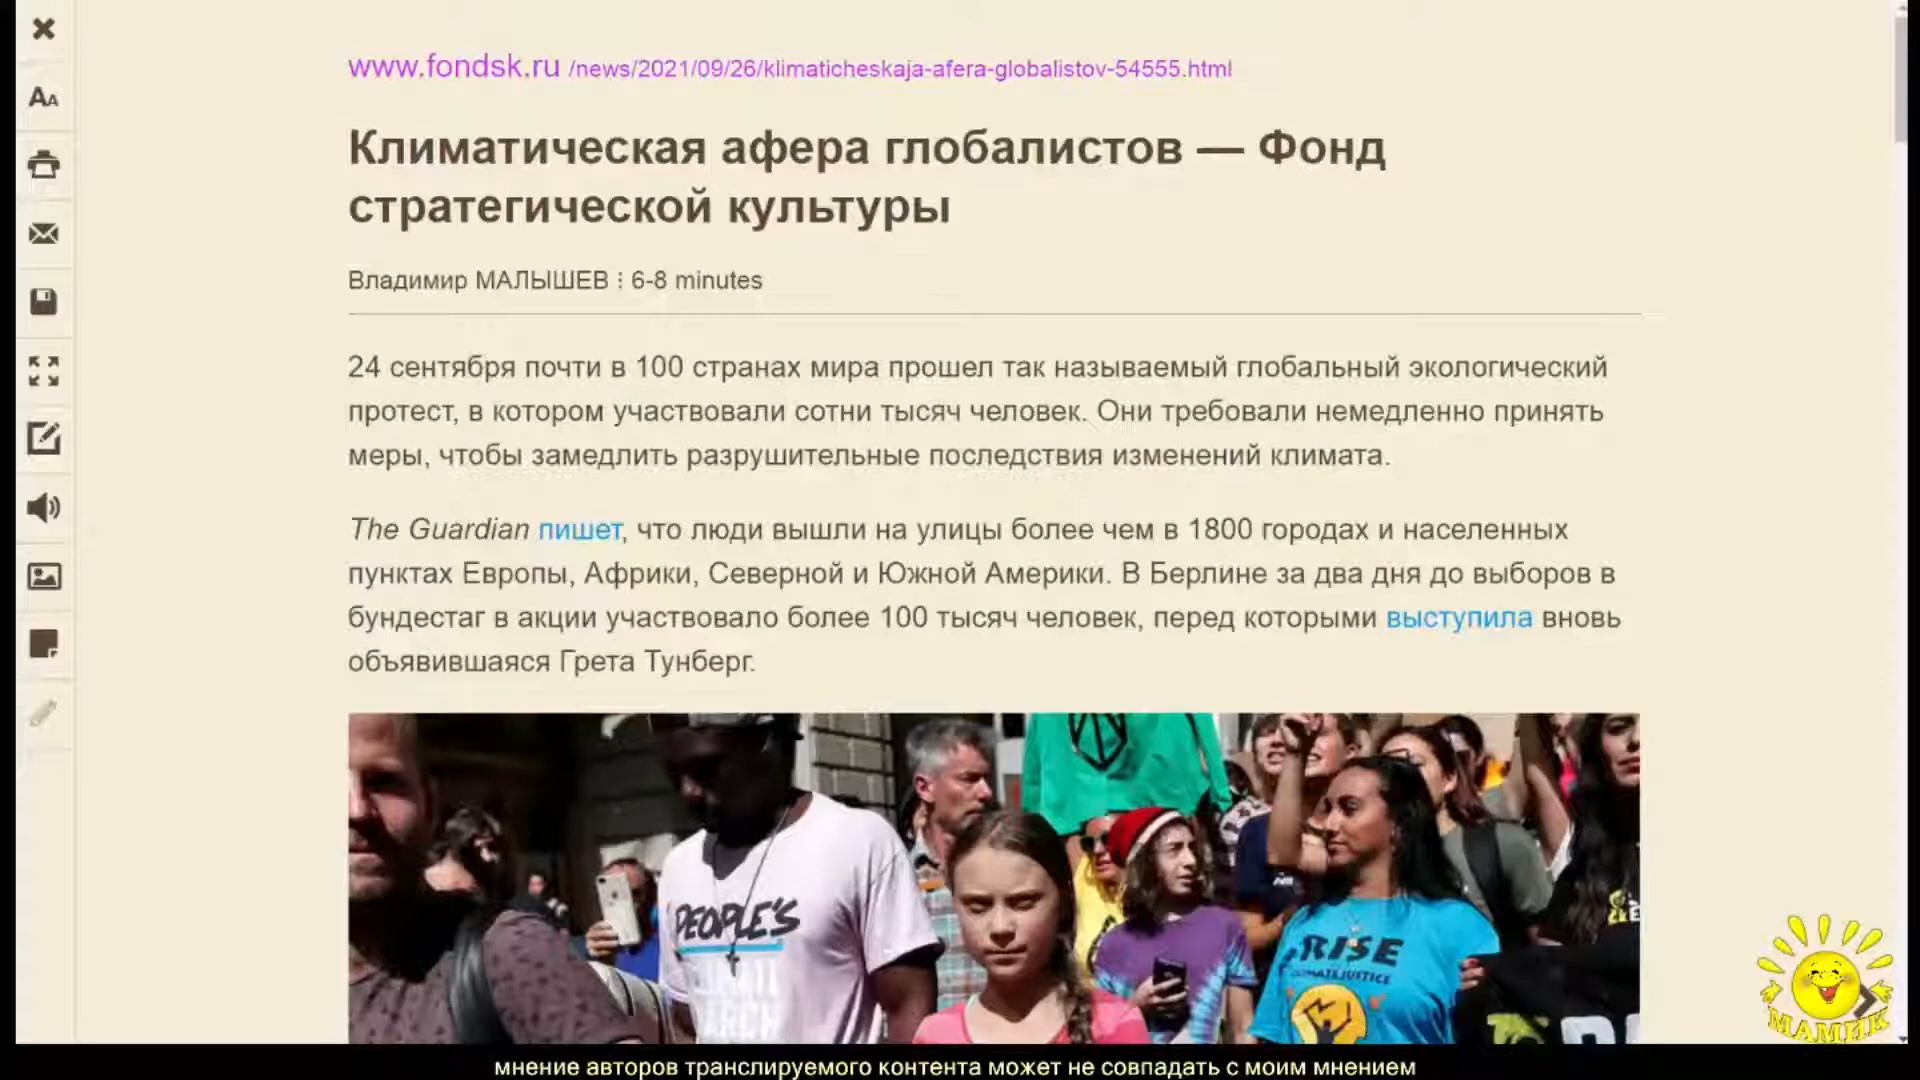 www.fondsk.ru /news/2021/09/26/klimaticheskaja-afera-globalistov-54555.html
Климатическая афера глобалистов — Фонд
стратегической культуры
Владимир МАЛЫШЕВ ⁝ 6-8 minutes
24 сентября почти в 100 странах мира прошел так называемый глобальный экологический
протест, в котором участвовали сотни тысяч человек. Они требовали немедленно принять
меры, чтобы замедлить разрушительные последствия изменений климата.
The Guardian пишет, что люди вышли на улицы более чем в 1800 городах и населенных
пунктах Европы, Африки, Северной и Южной Америки. В Берлине за два дня до выборов в
бундестаг в акции участвовало более 100 тысяч человек, перед которыми выступила вновь
объявившаяся Грета Тунберг.
PEOPLE'S
RISE
МАМИК
мнение авторов транслируемого контента может не совпадать с моим мнением